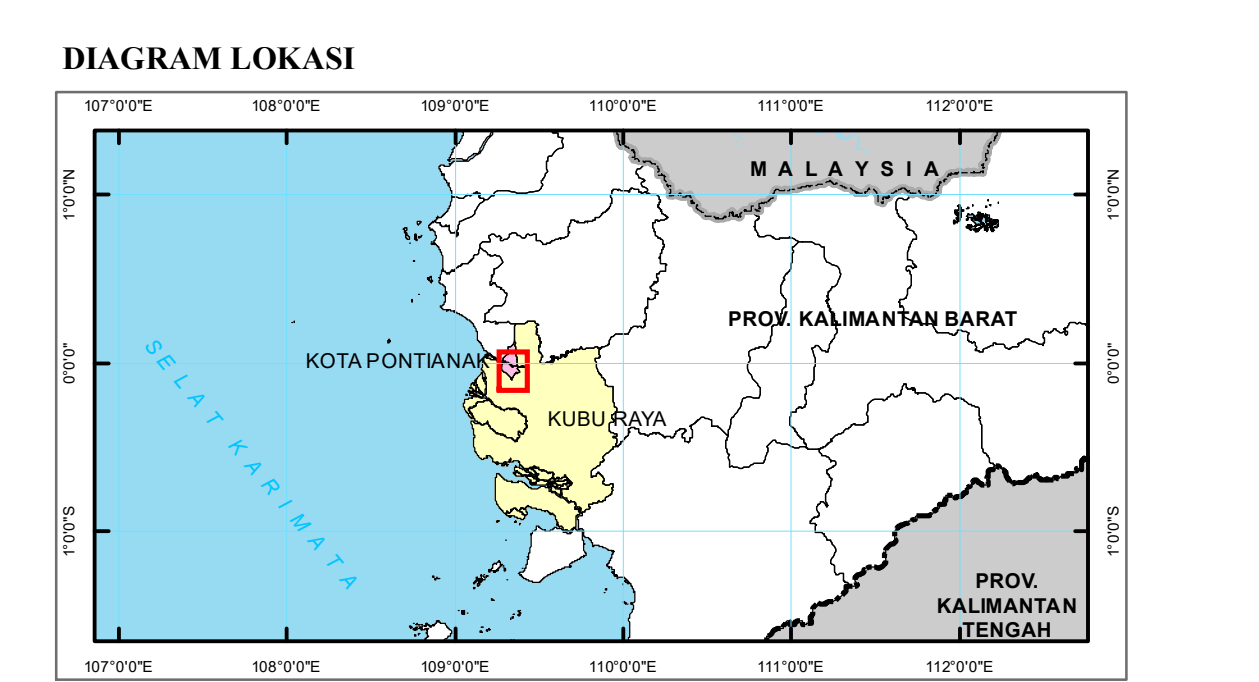 DIAGRAM LOKASI
107°0'0"E 108°0'0"E 109°0'0"E 110°0'0"E 111°0'0"E 112°0'0"E
MALAYSIA
1°0'0"N 1°0'0"N
PROV. KALIMANTAN BARAT
KOTA PONTIANAK
0°0'0" 0°0'0"
KUBU RAYA
SELAT KARIMATA
1°0'0"S 1°0'0"S
PROV.
KALIMANTAN
TENGAH
107°0'0"E 108°0'0"E 109°0'0"E 110°0'0"E 111°0'0"E 112°0'0"E